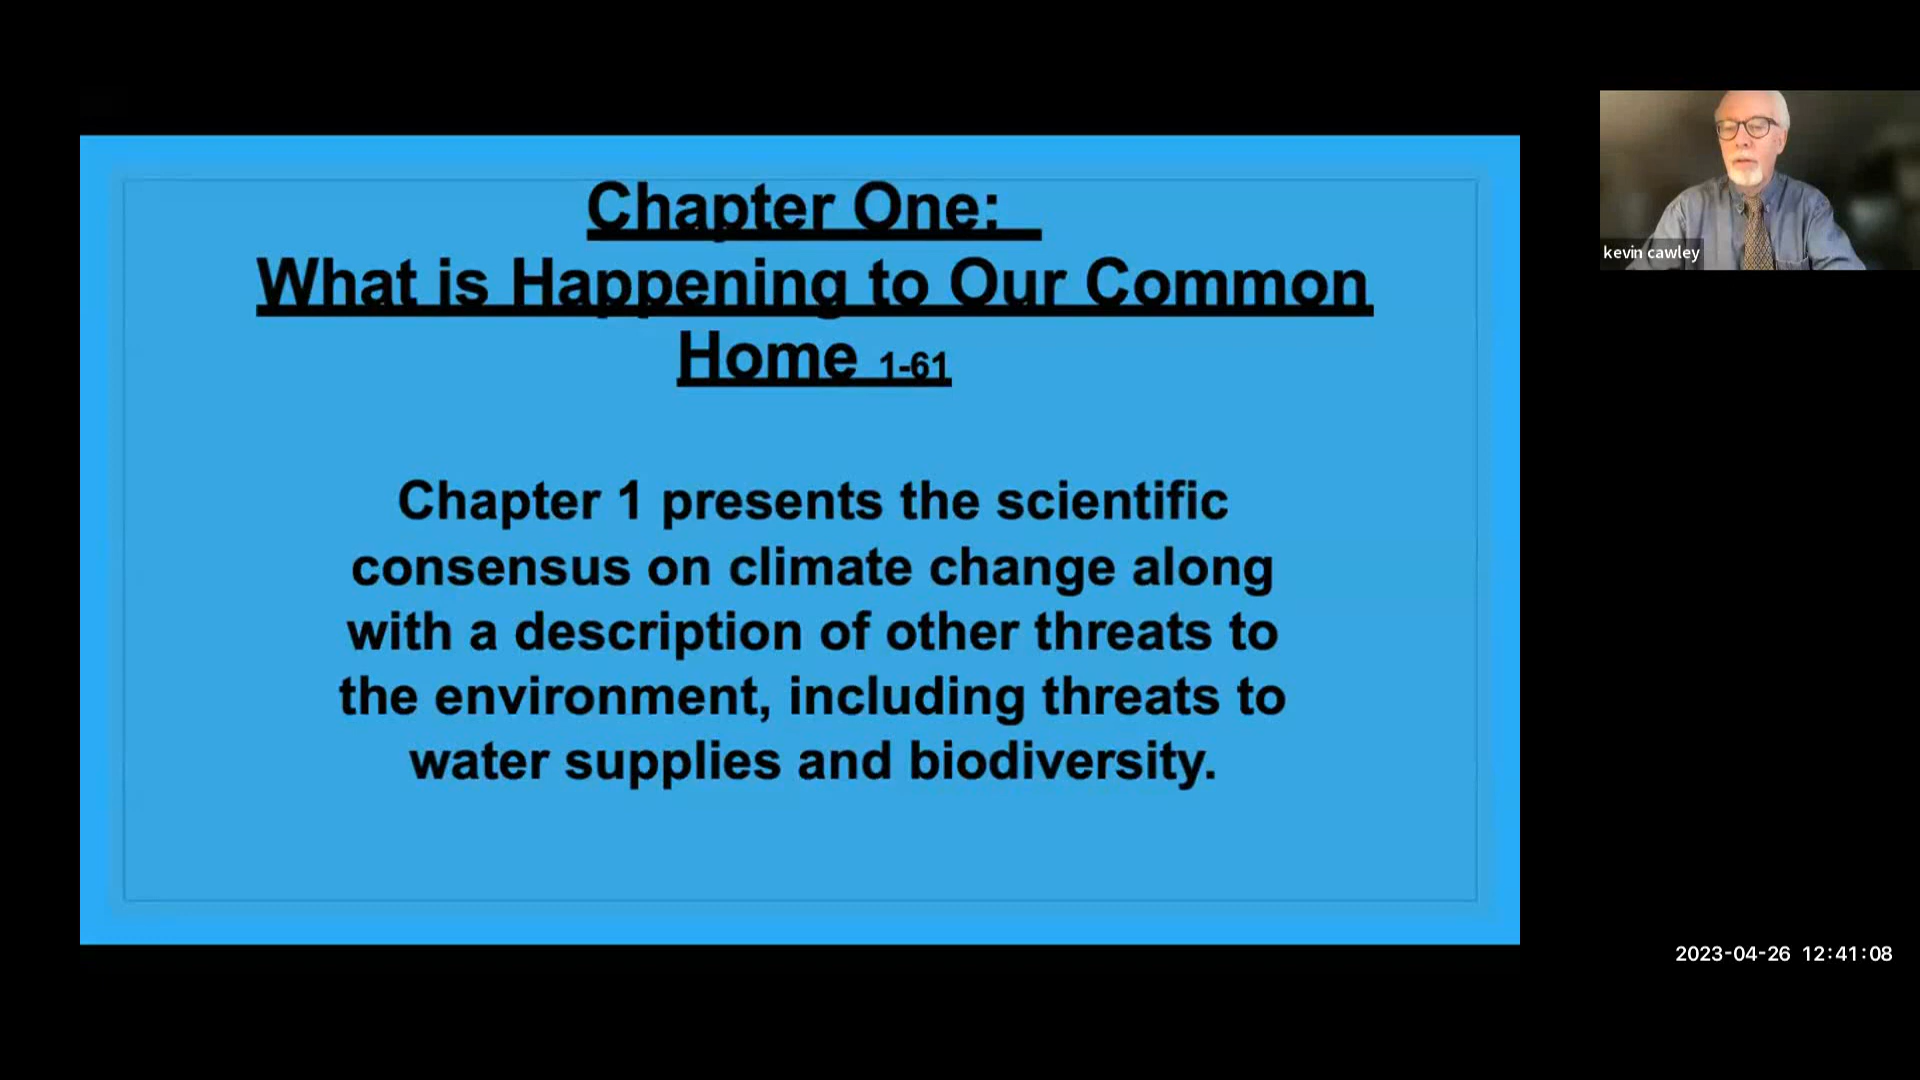 Chapter One:
What is Happening to Our Common
Home 1-61
Chapter 1 presents the scientific
consensus on climate change along
with a description of other threats to
the environment, including threats to
water supplies and biodiversity.
kevin cawley
2023-04-26 12:41:08